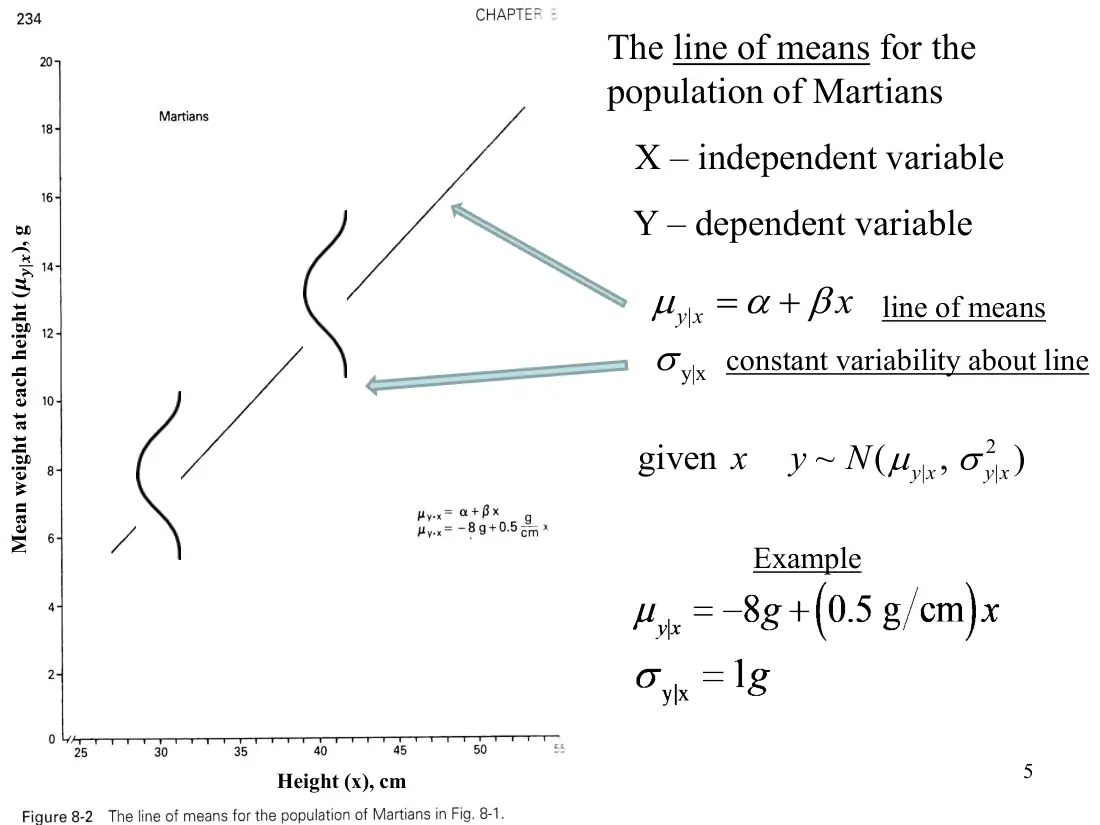 234
CHAPTER 8
The line of means for the
population of Martians
X – independent variable
Y – dependent variable
μy|x = α + βx line of means
σy|x constant variability about line
given x y ~ N(μy|x, σ²y|x)
Example
μy|x = –8g + (0.5 g/cm)x
σy|x = 1g
Martians
Mean weight at each height (μy|x), g
20
18
16
14
12
10
8
6
4
2
0
μy·x = α + βx
μy·x = –8 g + 0.5 g/cm x
25 30 35 40 45 50 55
Height (x), cm
5
Figure 8-2 The line of means for the population of Martians in Fig. 8-1.